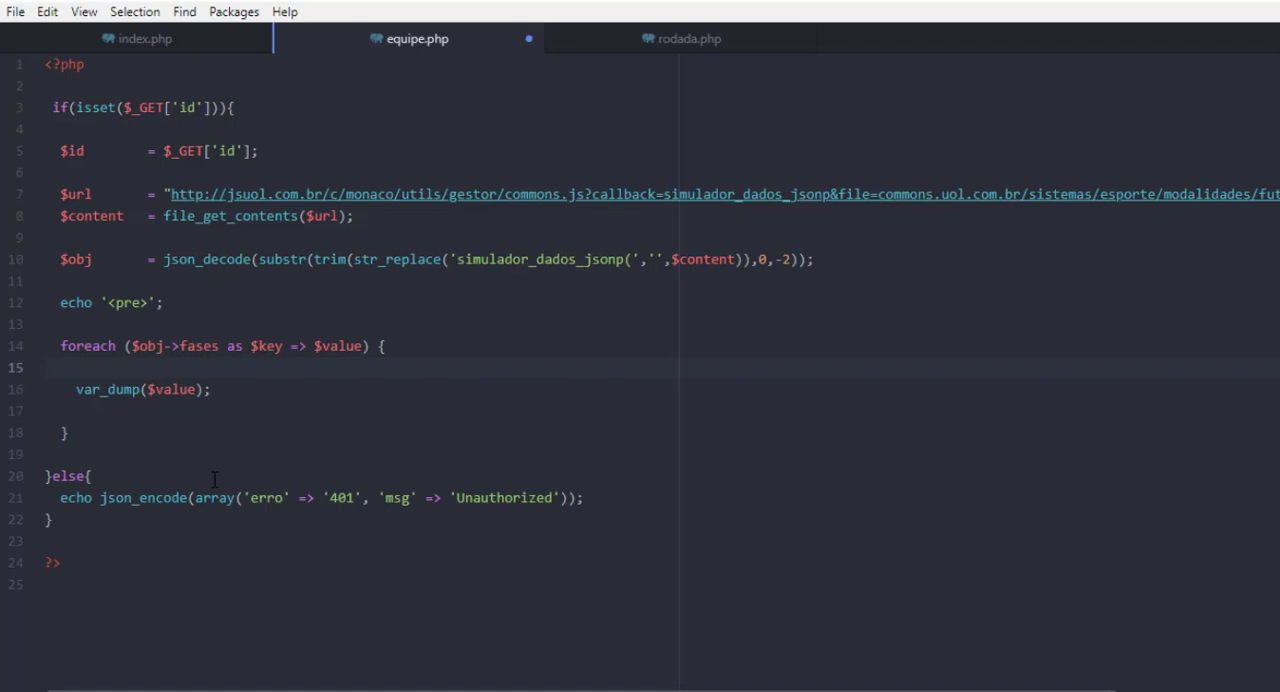 File Edit View Selection Find Packages Help
index.php equipe.php rodada.php
1 <?php
2
3 if(isset($_GET['id'])){
4
5 $id = $_GET['id'];
6
7 $url = "http://jsuol.com.br/c/monaco/utils/gestor/commons.js?callback=simulador_dados_jsonp&file=commons.uol.com.br/sistemas/esporte/modalidades/fut
8 $content = file_get_contents($url);
9
10 $obj = json_decode(substr(trim(str_replace('simulador_dados_jsonp(','',$content)),0,-2));
11
12 echo '<pre>';
13
14 foreach ($obj->fases as $key => $value) {
15
16 var_dump($value);
17
18 }
19
20 }else{
21 echo json_encode(array('erro' => '401', 'msg' => 'Unauthorized'));
22 }
23
24 ?>
25